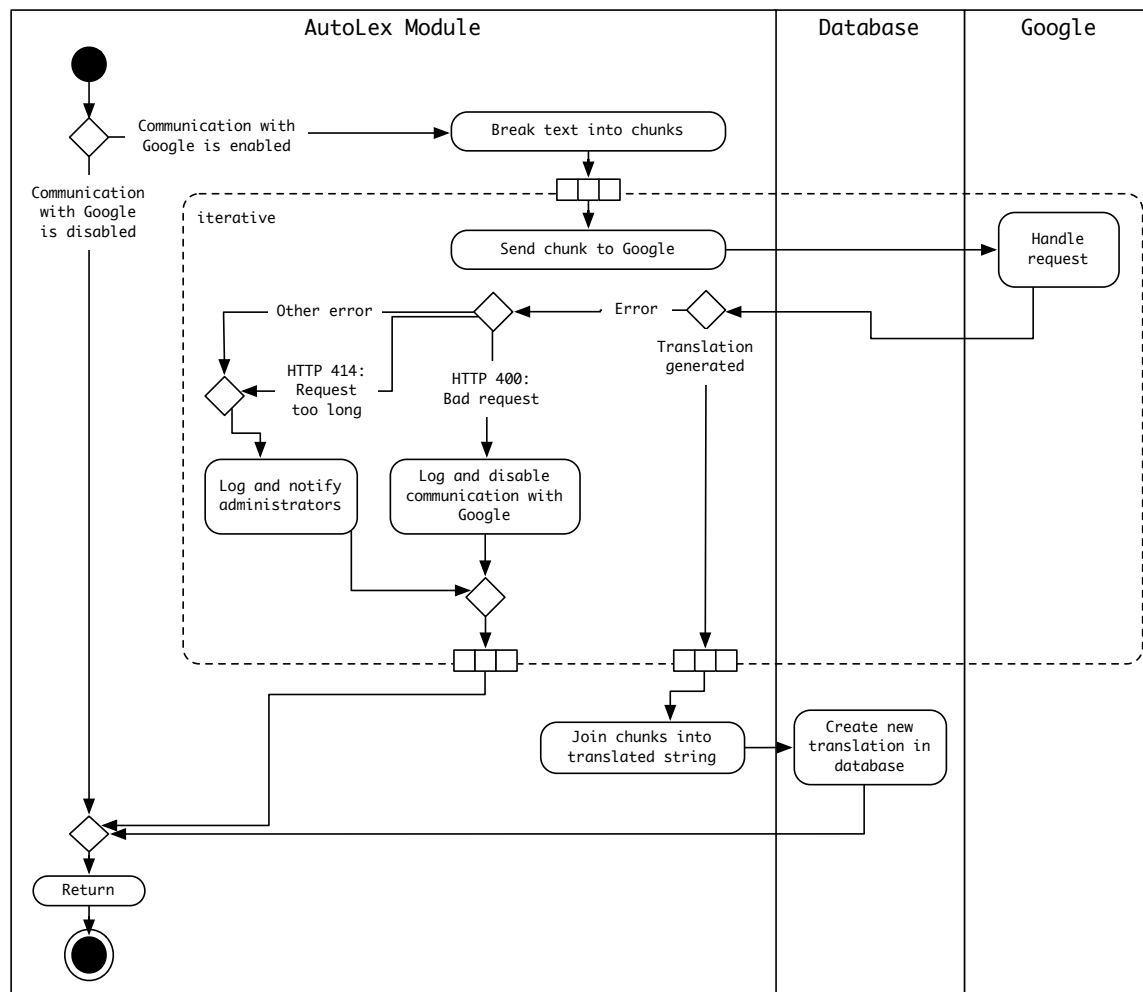 AutoLex Module
Database
Google
Communication with
Google is enabled
Break text into chunks
Communication
with Google
is disabled
iterative
Send chunk to Google
Handle
request
Other error
Error
Translation
generated
HTTP 414:
Request
too long
HTTP 400:
Bad request
Log and notify
administrators
Log and disable
communication with
Google
Join chunks into
translated string
Create new
translation in
database
Return